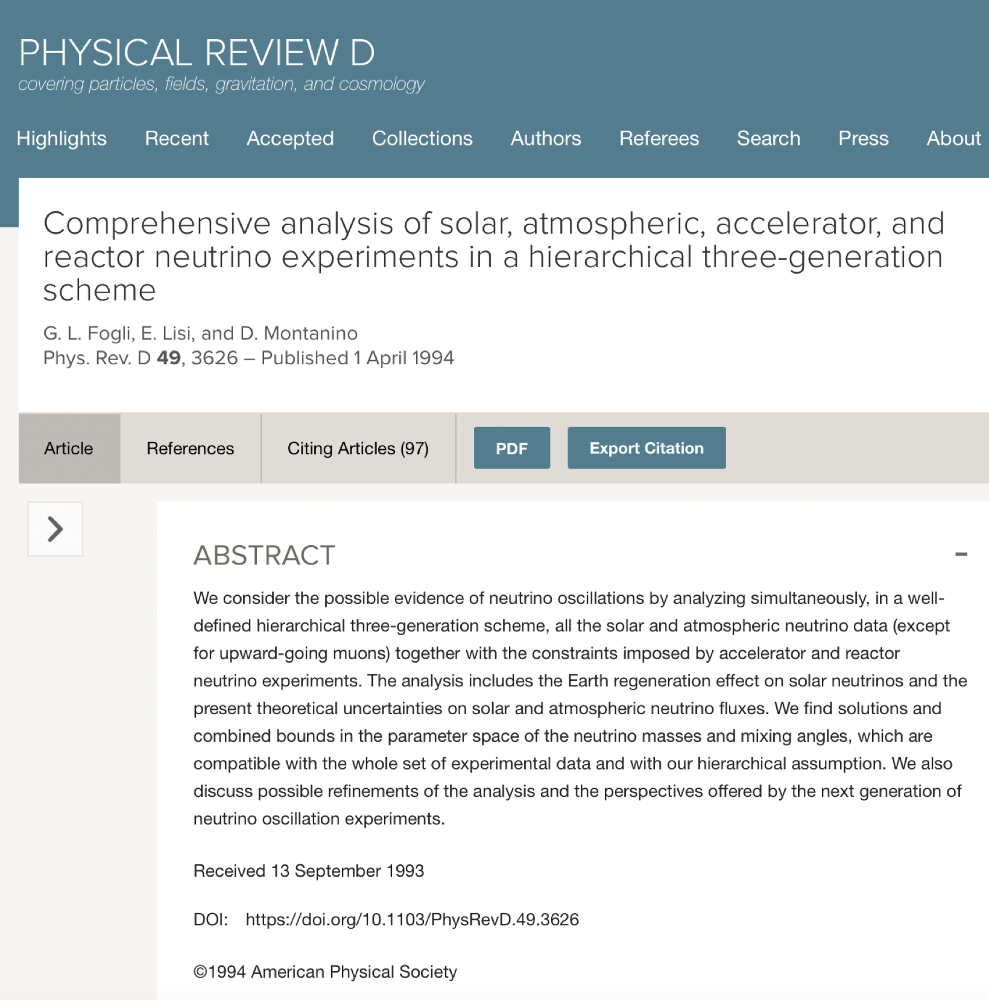 PHYSICAL REVIEW D
covering particles, fields, gravitation, and cosmology
Highlights Recent Accepted Collections Authors Referees Search Press About
Comprehensive analysis of solar, atmospheric, accelerator, and
reactor neutrino experiments in a hierarchical three-generation
scheme
G. L. Fogli, E. Lisi, and D. Montanino
Phys. Rev. D 49, 3626 – Published 1 April 1994
Article References Citing Articles (97) PDF Export Citation
ABSTRACT
We consider the possible evidence of neutrino oscillations by analyzing simultaneously, in a well-
defined hierarchical three-generation scheme, all the solar and atmospheric neutrino data (except
for upward-going muons) together with the constraints imposed by accelerator and reactor
neutrino experiments. The analysis includes the Earth regeneration effect on solar neutrinos and the
present theoretical uncertainties on solar and atmospheric neutrino fluxes. We find solutions and
combined bounds in the parameter space of the neutrino masses and mixing angles, which are
compatible with the whole set of experimental data and with our hierarchical assumption. We also
discuss possible refinements of the analysis and the perspectives offered by the next generation of
neutrino oscillation experiments.
Received 13 September 1993
DOI: https://doi.org/10.1103/PhysRevD.49.3626
©1994 American Physical Society